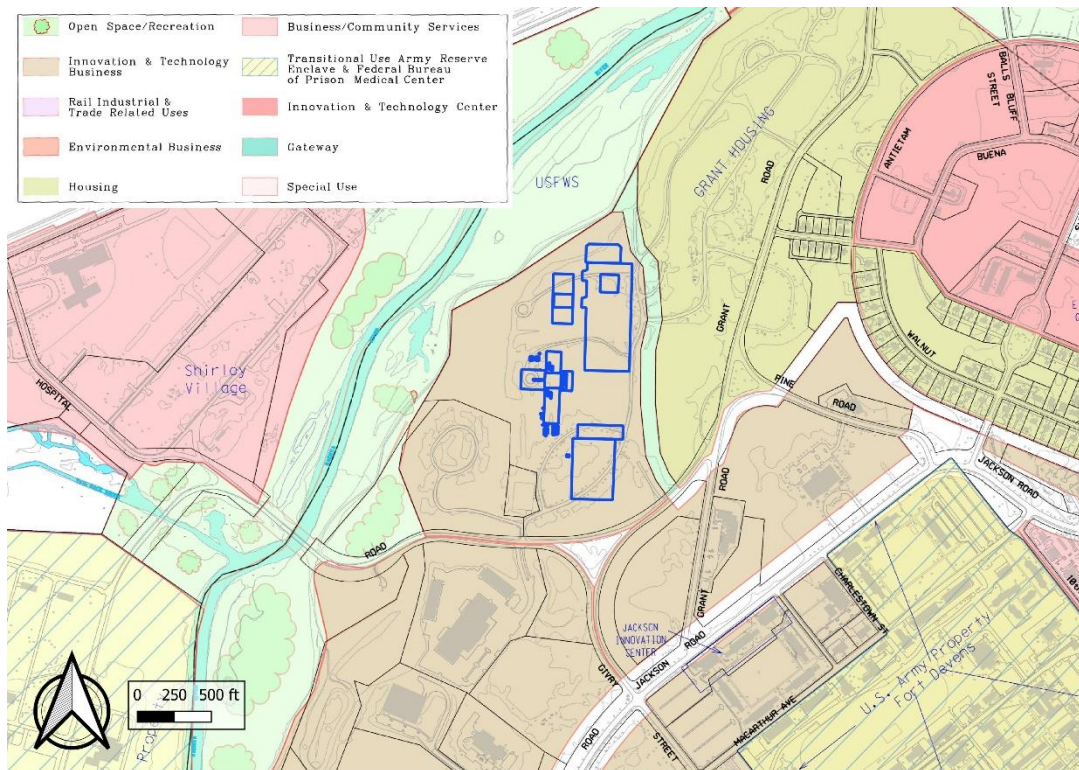 Open Space/Recreation
Business/Community Services
Innovation & Technology
Business
Transitional Use Army Reserve
Enclave & Federal Bureau
of Prison Medical Center
Rail Industrial &
Trade Related Uses
Innovation & Technology Center
Environmental Business
Gateway
Housing
Special Use
RIVER
USFWS
GRANT HOUSING
ROAD
BALLS BLUFF
STREET
ANTIETAM
BUENA
GRANT
WALNUT
Shirley
Village
HOSPITAL
PINE
ROAD
ROAD
JACKSON ROAD
ROAD
GRANT
CHARLESTOWN ST
JACKSON
INNOVATION
CENTER
JACKSON
ROAD
GIVRY
STREET
ROAD
MACARTHUR AVE
U.S. Army Property
Fort Devens
0 250 500 ft